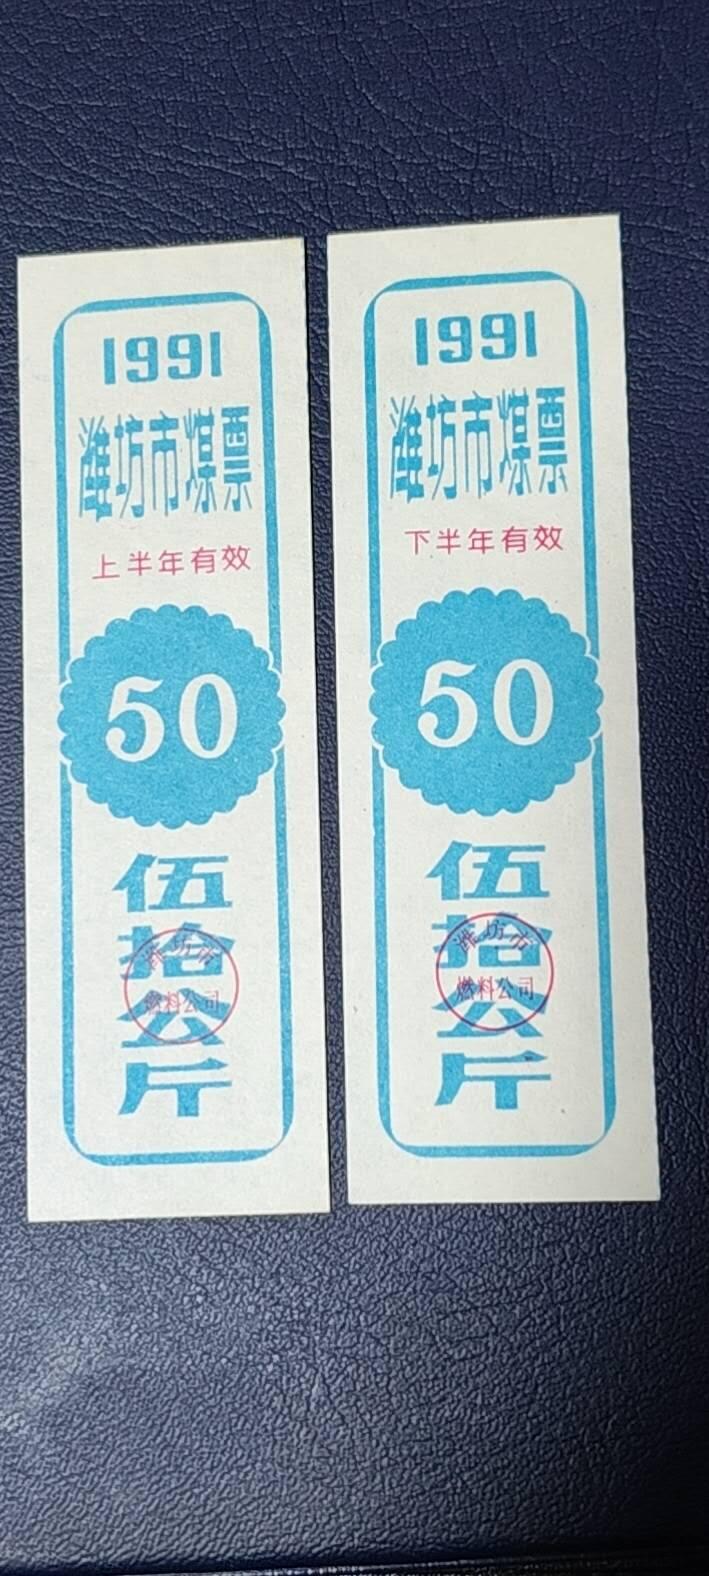 1991
潍坊市煤票
上半年有效
50
伍拾公斤
潍坊市
燃料公司
1991
潍坊市煤票
下半年有效
50
伍拾公斤
潍坊市
燃料公司